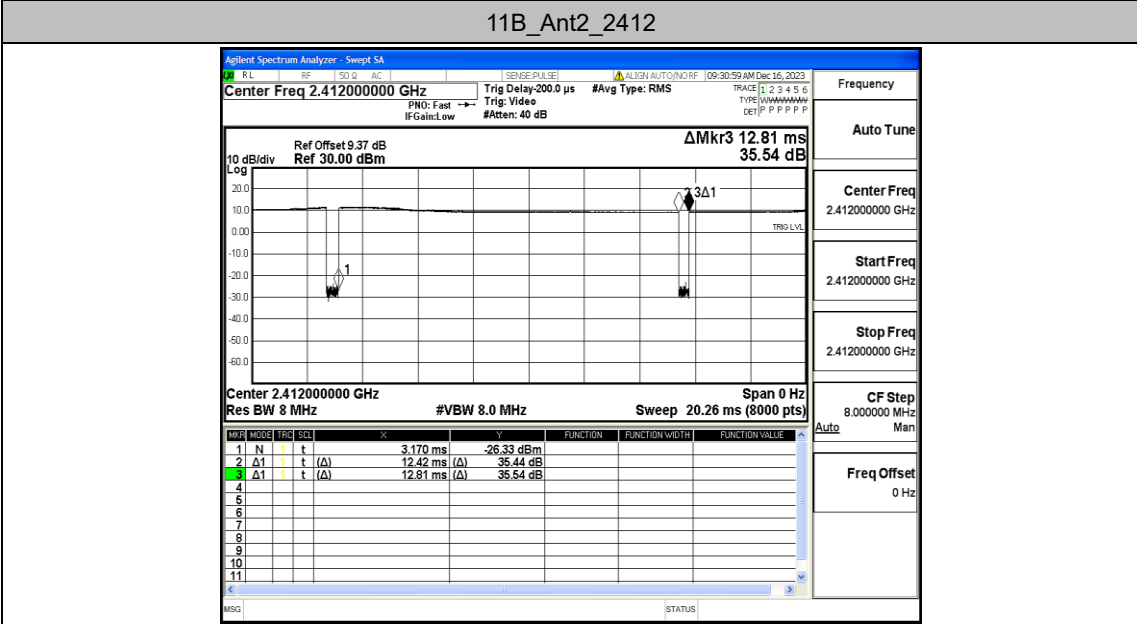 11B_Ant2_2412
Agilent Spectrum Analyzer - Swept SA
RL RF 50 Ω AC SENSE:PULSE ALIGN AUTO/NO RF 09:30:59 AM Dec 16, 2023
Center Freq 2.412000000 GHz
PNO: Fast
IFGain:Low
Trig Delay-200.0 µs
Trig: Video
#Atten: 40 dB
#Avg Type: RMS
TRACE 1 2 3 4 5 6
TYPE
DET P P P P P P
ΔMkr3 12.81 ms
35.54 dB
Ref Offset 9.37 dB
10 dB/div Ref 30.00 dBm
Log
20.0
10.0
0.00
-10.0
-20.0
-30.0
-40.0
-50.0
-60.0
1
3Δ1
TRIG LVL
Center 2.412000000 GHz Span 0 Hz
Res BW 8 MHz #VBW 8.0 MHz Sweep 20.26 ms (8000 pts)
MKR MODE TRC SCL X Y FUNCTION FUNCTION WIDTH FUNCTION VALUE
1 N 1 t 3.170 ms -26.33 dBm
2 Δ1 1 t (Δ) 12.42 ms (Δ) 35.44 dB
3 Δ1 1 t (Δ) 12.81 ms (Δ) 35.54 dB
4
5
6
7
8
9
10
11
MSG STATUS
Frequency
Auto Tune
Center Freq
2.412000000 GHz
Start Freq
2.412000000 GHz
Stop Freq
2.412000000 GHz
CF Step
8.000000 MHz
Auto Man
Freq Offset
0 Hz